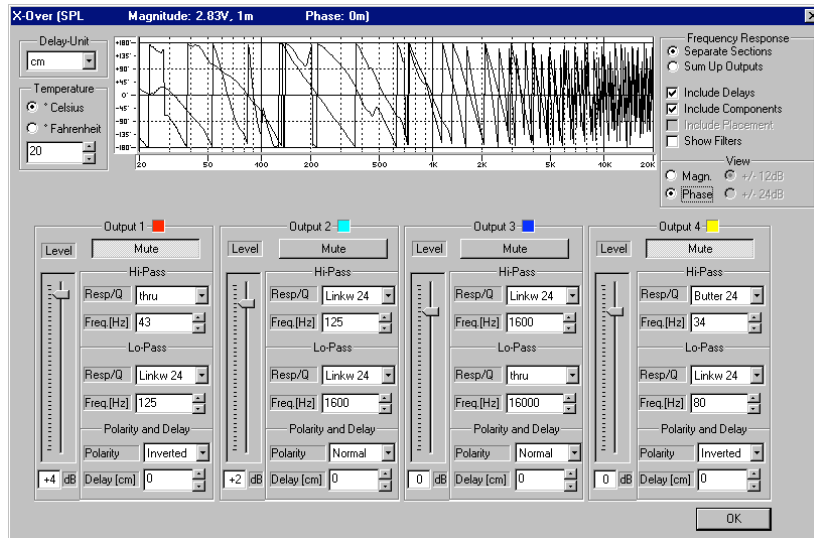 X-Over (SPL Magnitude: 2.83V, 1m Phase: 0m)
Delay-Unit
cm
Temperature
° Celsius
° Fahrenheit
20
+180°
+135°
+90°
+45°
0°
-45°
-90°
-135°
-180°
20 50 100 200 500 1K 2K 5K 10K 20K
Frequency Response
Separate Sections
Sum Up Outputs
Include Delays
Include Components
Include Placement
Show Filters
View
Magn. +/- 12dB
Phase +/- 24dB
Output 1
Level Mute
Hi-Pass
Resp/Q thru
Freq.[Hz] 43
Lo-Pass
Resp/Q Linkw 24
Freq.[Hz] 125
Polarity and Delay
Polarity Inverted
+4 dB Delay [cm] 0
Output 2
Level Mute
Hi-Pass
Resp/Q Linkw 24
Freq.[Hz] 125
Lo-Pass
Resp/Q Linkw 24
Freq.[Hz] 1600
Polarity and Delay
Polarity Normal
+2 dB Delay [cm] 0
Output 3
Level Mute
Hi-Pass
Resp/Q Linkw 24
Freq.[Hz] 1600
Lo-Pass
Resp/Q thru
Freq.[Hz] 16000
Polarity and Delay
Polarity Normal
0 dB Delay [cm] 0
Output 4
Level Mute
Hi-Pass
Resp/Q Butter 24
Freq.[Hz] 34
Lo-Pass
Resp/Q Linkw 24
Freq.[Hz] 80
Polarity and Delay
Polarity Inverted
0 dB Delay [cm] 0
OK